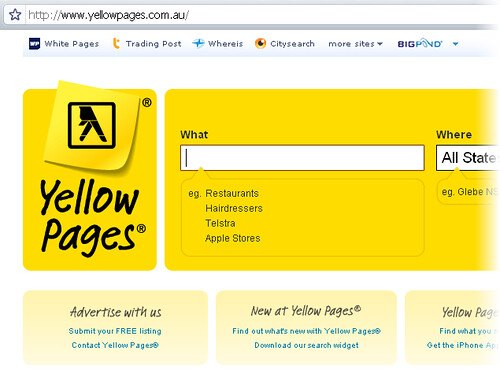 http://www.yellowpages.com.au/
White Pages Trading Post Whereis Citysearch more sites BIGPOND
Yellow
Pages®
®
What
Where
All State
eg. Restaurants
Hairdressers
Telstra
Apple Stores
eg. Glebe NS
Advertise with us
Submit your FREE listing
Contact Yellow Pages®
New at Yellow Pages®
Find out what's new with Yellow Pages®
Download our search widget
Yellow Page
Find what you
Get the iPhone Ap